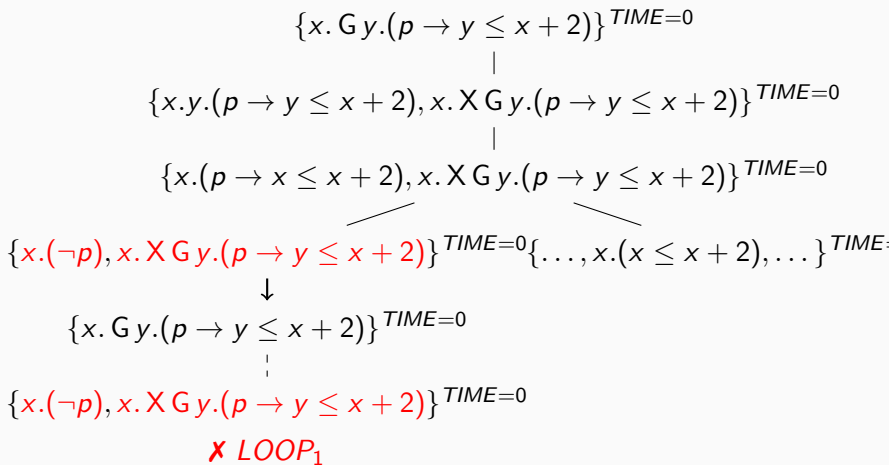 {x. G y.(p → y ≤ x + 2)}^TIME=0
{x.y.(p → y ≤ x + 2), x. X G y.(p → y ≤ x + 2)}^TIME=0
{x.(p → x ≤ x + 2), x. X G y.(p → y ≤ x + 2)}^TIME=0
{x.(¬p), x. X G y.(p → y ≤ x + 2)}^TIME=0 {..., x.(x ≤ x + 2), ...}^TIME=
{x. G y.(p → y ≤ x + 2)}^TIME=0
{x.(¬p), x. X G y.(p → y ≤ x + 2)}^TIME=0
✗ LOOP₁